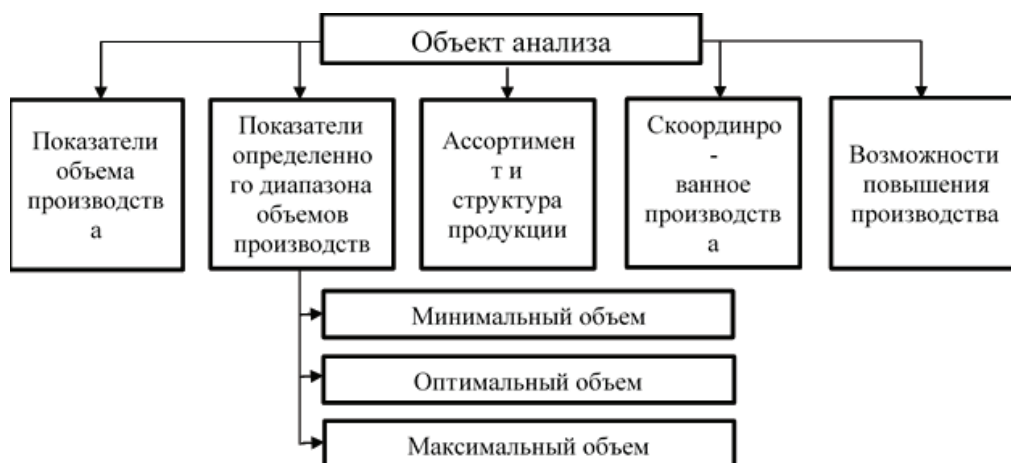 Объект анализа
Показатели
объема
производств
а
Показатели
определенно
го диапазона
объемов
производств
Ассортимен
т и
структура
продукции
Скоординро
-
ванное
производств
а
Возможности
повышения
производства
Минимальный объем
Оптимальный объем
Максимальный объем